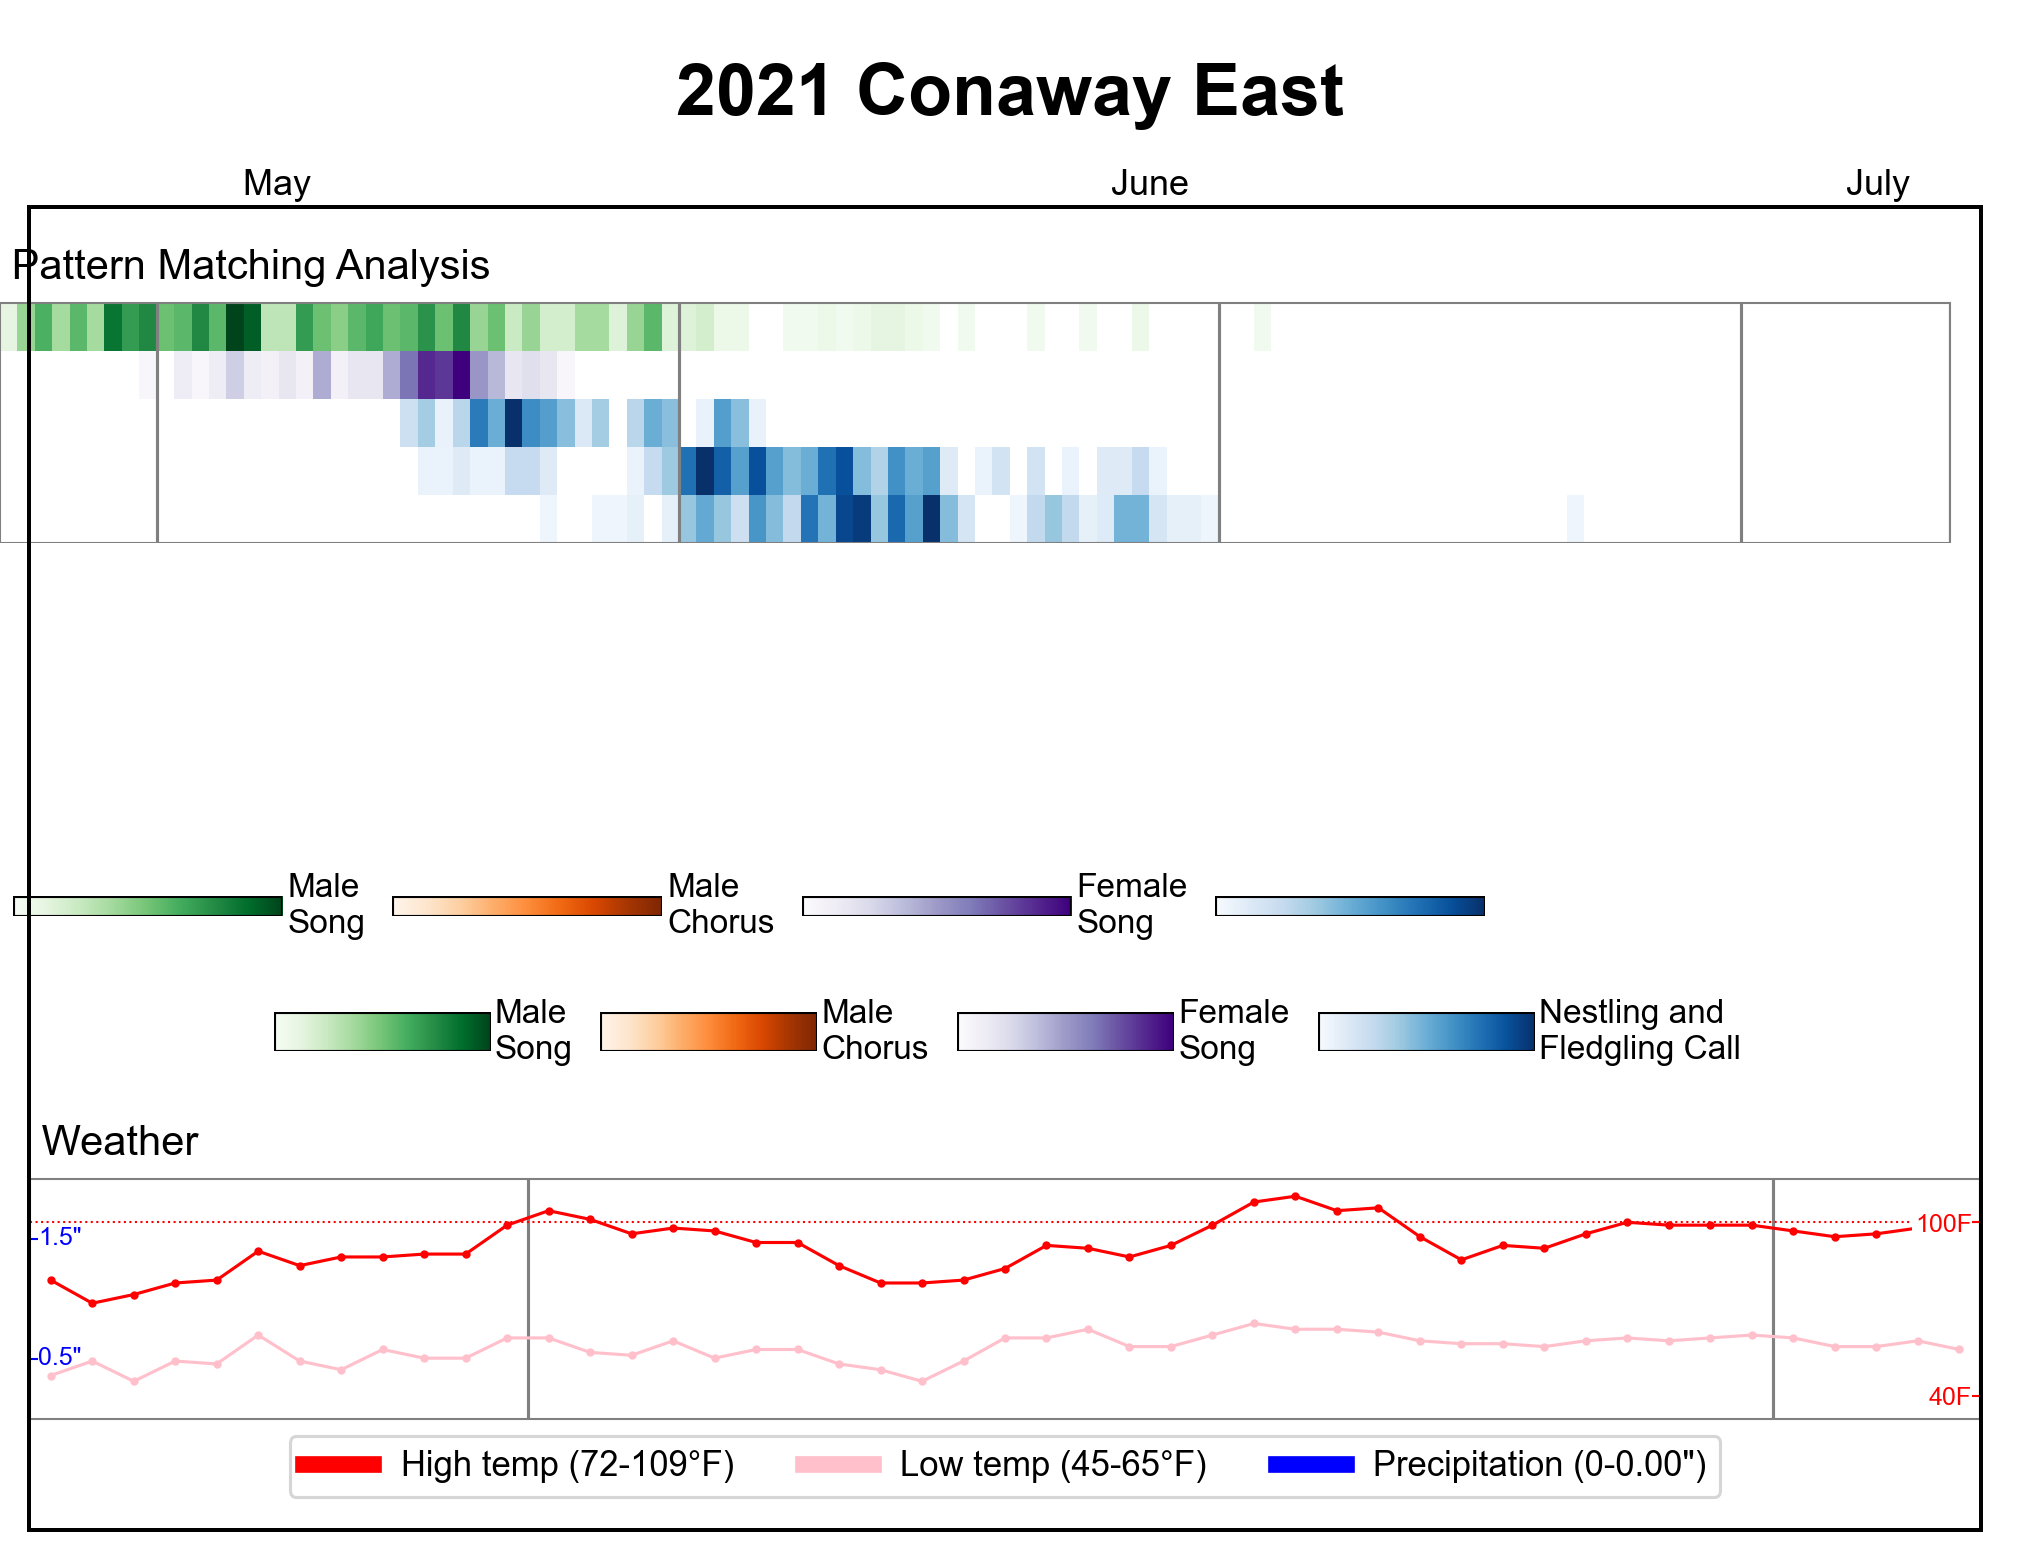 2021 Conaway East
May June July
Pattern Matching Analysis
Male Male Female
Song Chorus Song
Male Male Female Nestling and
Song Chorus Song Fledgling Call
Weather
1.5" 100F
0.5"
40F
High temp (72-109°F) Low temp (45-65°F) Precipitation (0-0.00")